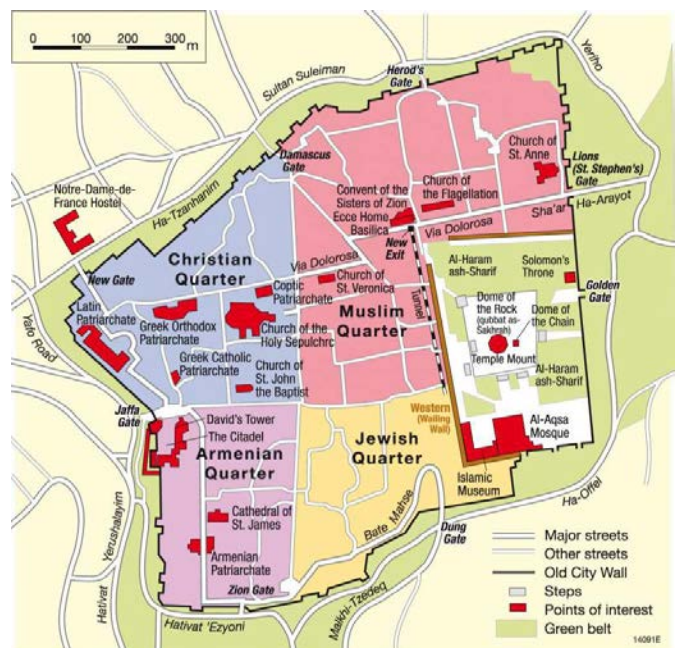 0 100 200 300
m
Sultan Suleiman
Herod's
Gate
Yeriho
Damascus
Gate
Church of
St. Anne
Lions
(St. Stephen's)
Gate
Ha-Arayot
Sha'ar
Notre-Dame-de-
France Hostel
Ha-Tzanhanim
Convent of the
Sisters of Zion
Ecce Home
Basilica
Church of
the Flagellation
Via Dolorosa
New
Exit
Tunnel
Christian
Quarter
Via Dolorosa
Church of
St. Veronica
Coptic
Patriarchate
Muslim
Quarter
New Gate
Latin
Patriarchate
Greek Orthodox
Patriarchate
Church of the
Holy Sepulchrc
Greek Catholic
Patriarchate
Church of
St. John
the Baptist
Yafo Road
Al-Haram
ash-Sharif
Solomon's
Throne
Golden
Gate
Dome of
the Rock
(qubbat as-
Sakhrah)
Dome of
the Chain
Temple Mount
Al-Haram
ash-Sharif
Western
(Wailing
Wall)
Al-Aqsa
Mosque
Islamic
Museum
Jaffa
Gate
David's Tower
The Citadel
Armenian
Quarter
Jewish
Quarter
Cathedral of
St. James
Armenian
Patriarchate
Bate Mahse
Dung
Gate
Ha-Offel
Zion Gate
Hativat Yerushalayim
Hativat 'Ezyoni
Malkhi-Tzedeq
Major streets
Other streets
Old City Wall
Steps
Points of interest
Green belt
14091E